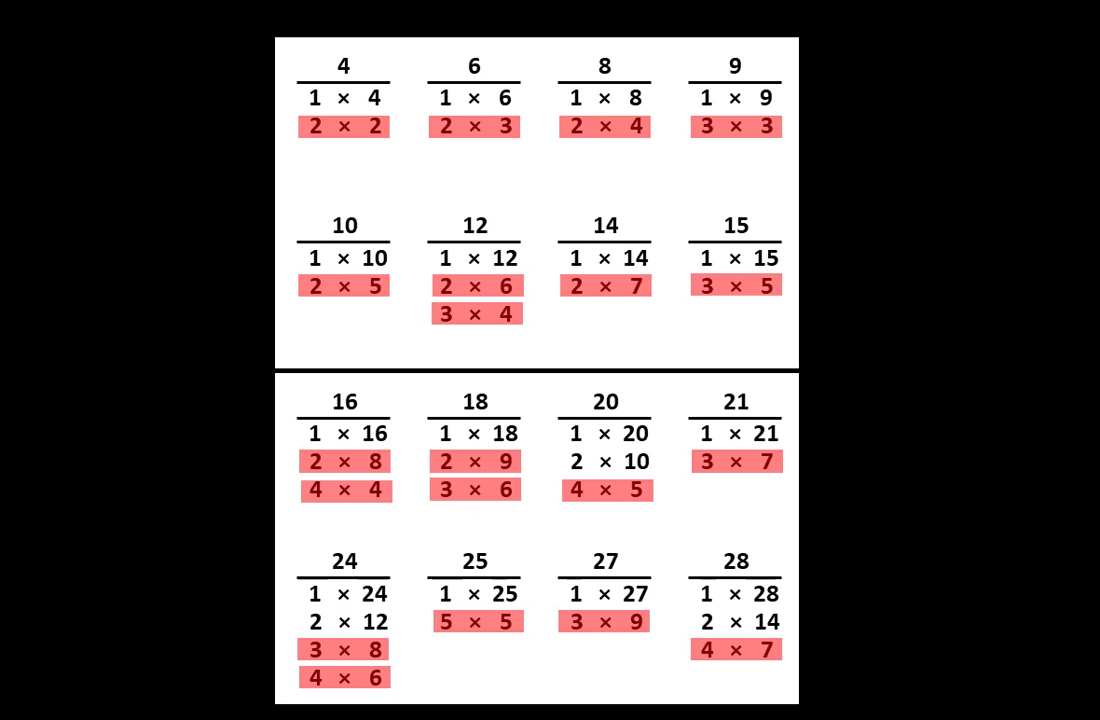 4 6 8 9
1 × 4 1 × 6 1 × 8 1 × 9
2 × 2 2 × 3 2 × 4 3 × 3
10 12 14 15
1 × 10 1 × 12 1 × 14 1 × 15
2 × 5 2 × 6 2 × 7 3 × 5
3 × 4
16 18 20 21
1 × 16 1 × 18 1 × 20 1 × 21
2 × 8 2 × 9 2 × 10 3 × 7
4 × 4 3 × 6 4 × 5
24 25 27 28
1 × 24 1 × 25 1 × 27 1 × 28
2 × 12 5 × 5 3 × 9 2 × 14
3 × 8 4 × 7
4 × 6